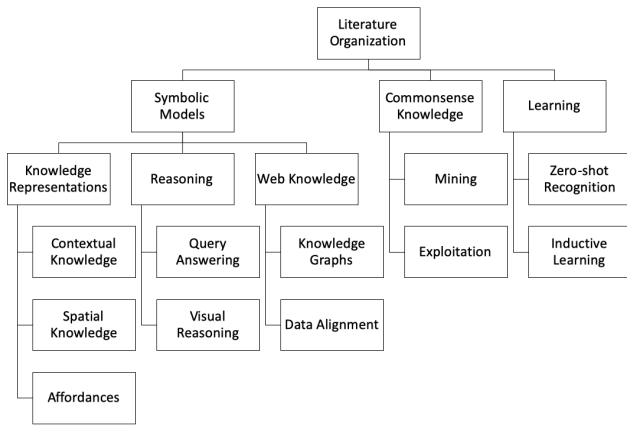 Literature
Organization
Symbolic
Models
Commonsense
Knowledge
Learning
Knowledge
Representations
Reasoning
Web Knowledge
Mining
Zero-shot
Recognition
Contextual
Knowledge
Query
Answering
Knowledge
Graphs
Exploitation
Inductive
Learning
Spatial
Knowledge
Visual
Reasoning
Data Alignment
Affordances